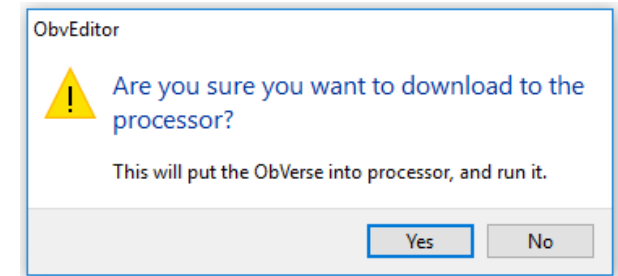 ObvEditor
Are you sure you want to download to the
processor?
This will put the ObVerse into processor, and run it.
Yes
No